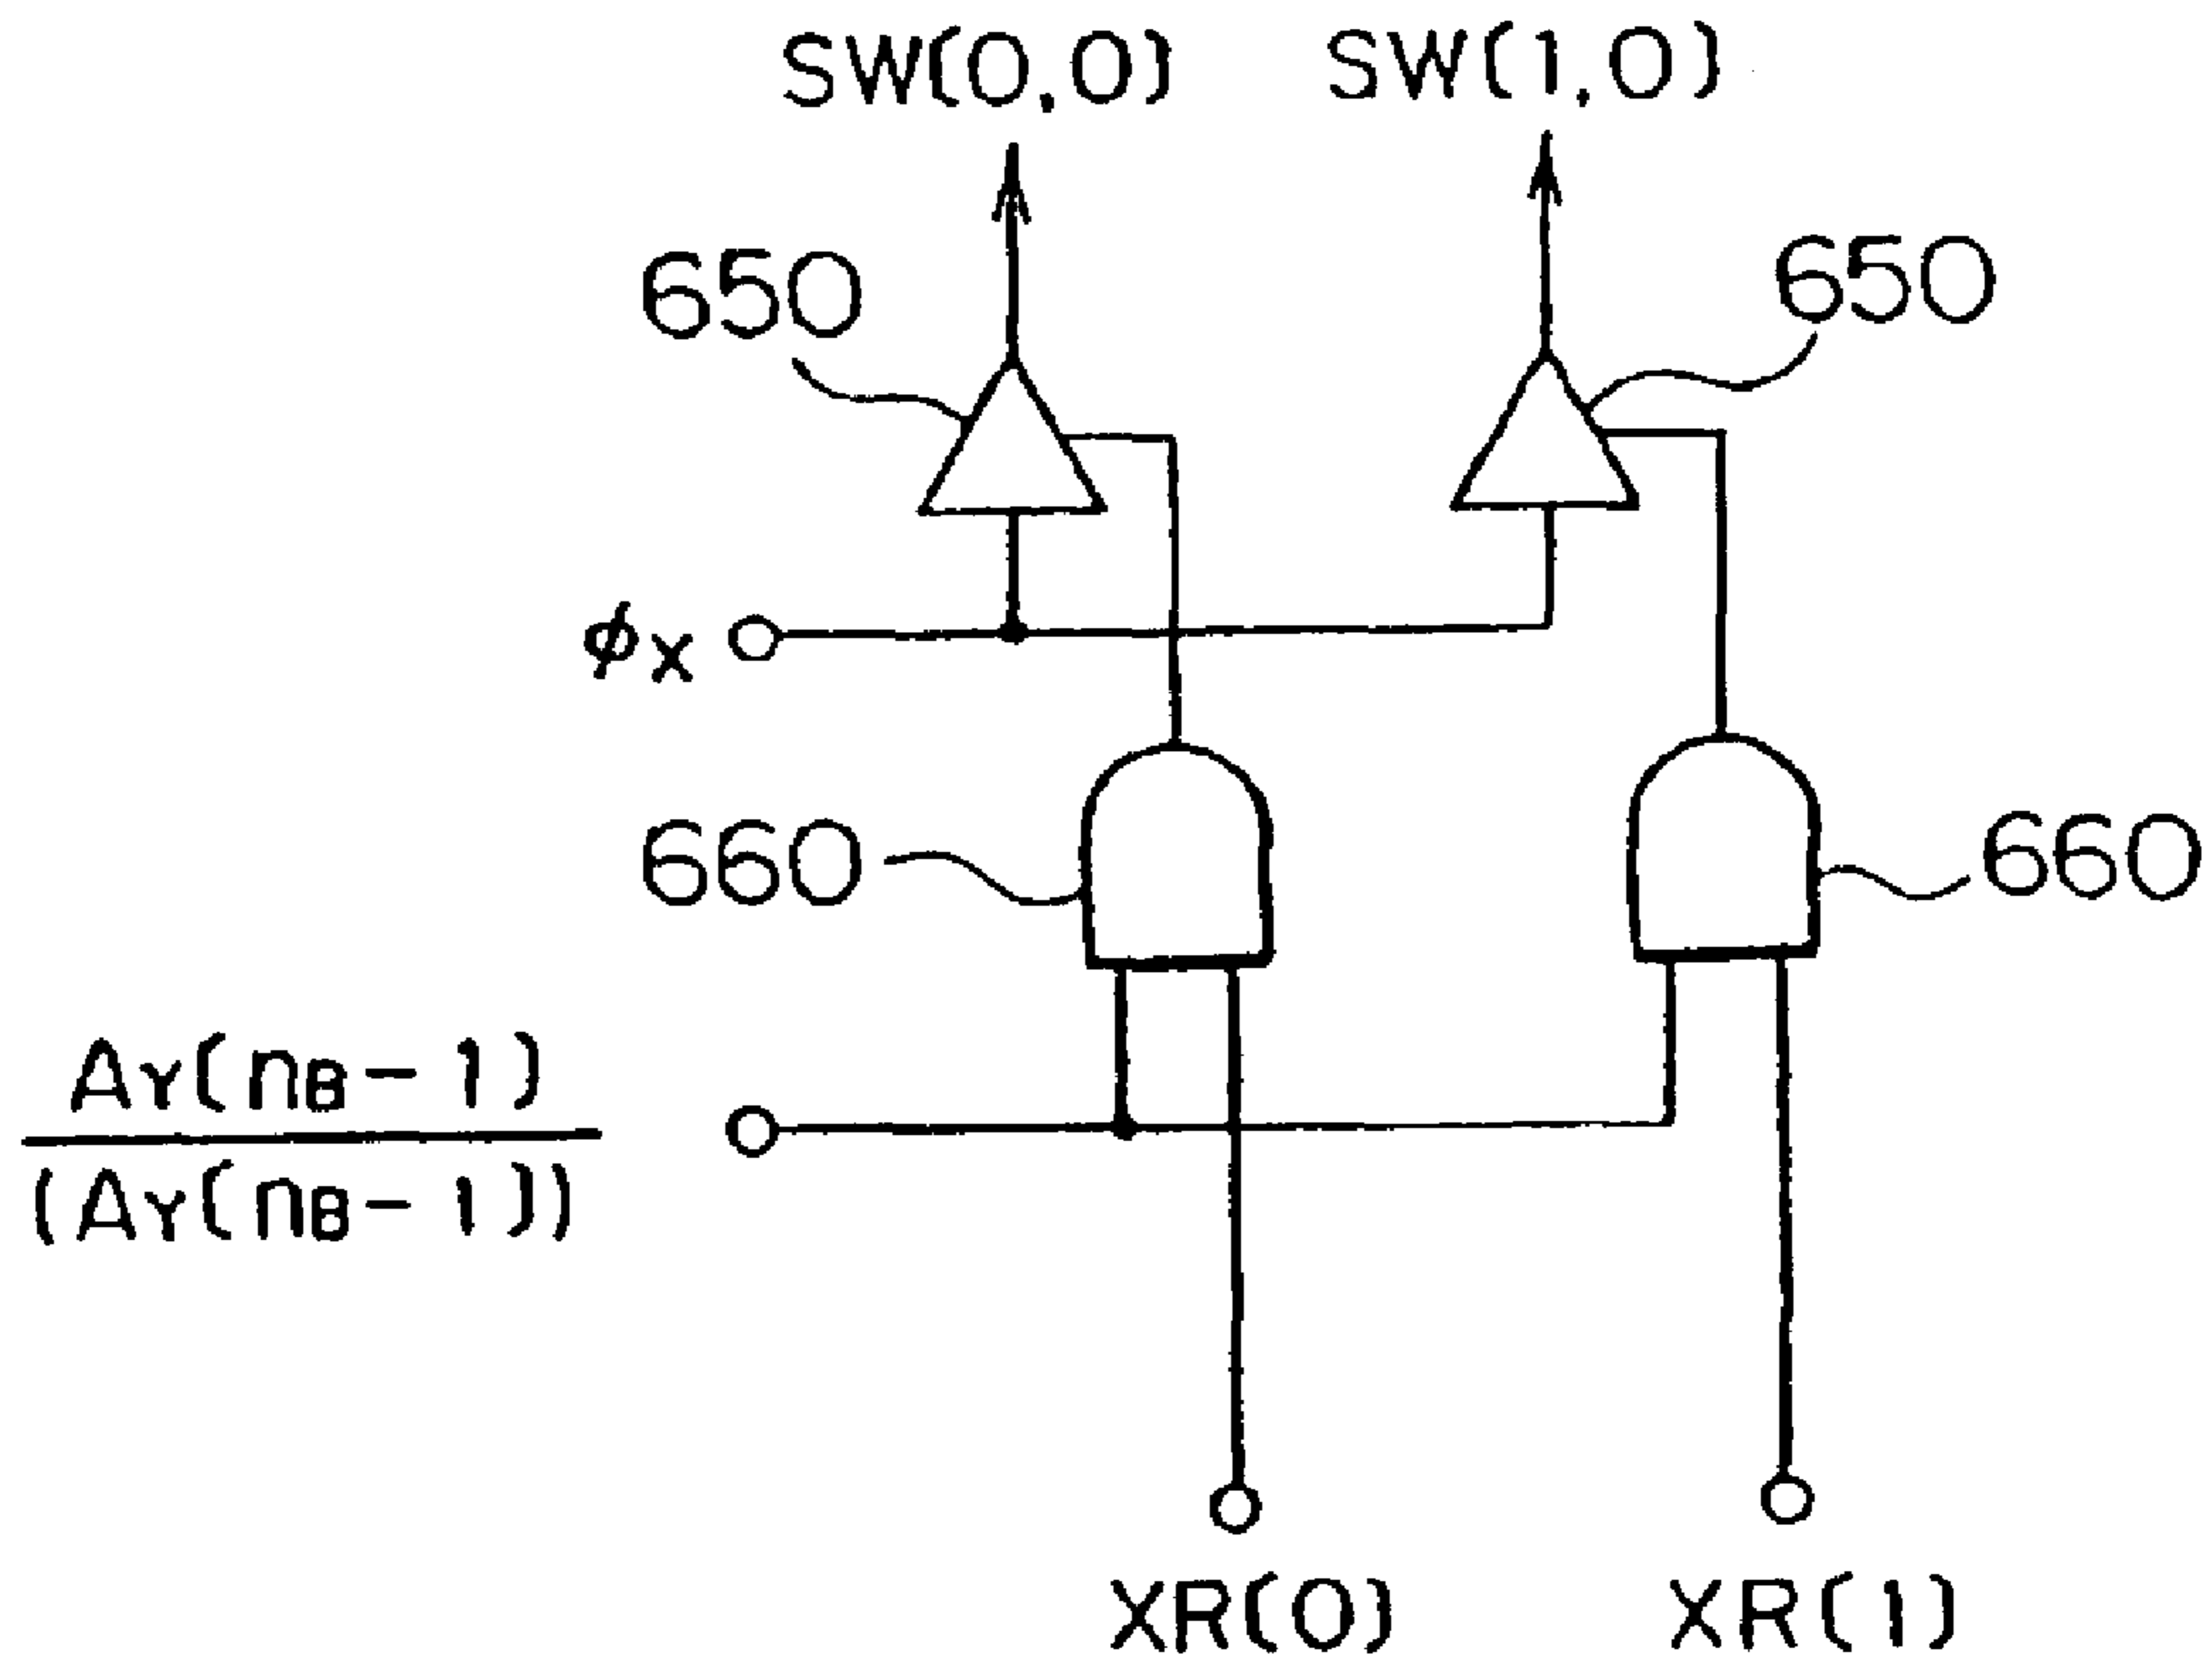 SW(0,0) SW(1,0)
650 650
ϕX
660 660
AY(nB-1)
(AY(nB-1))
XR(0) XR(1)